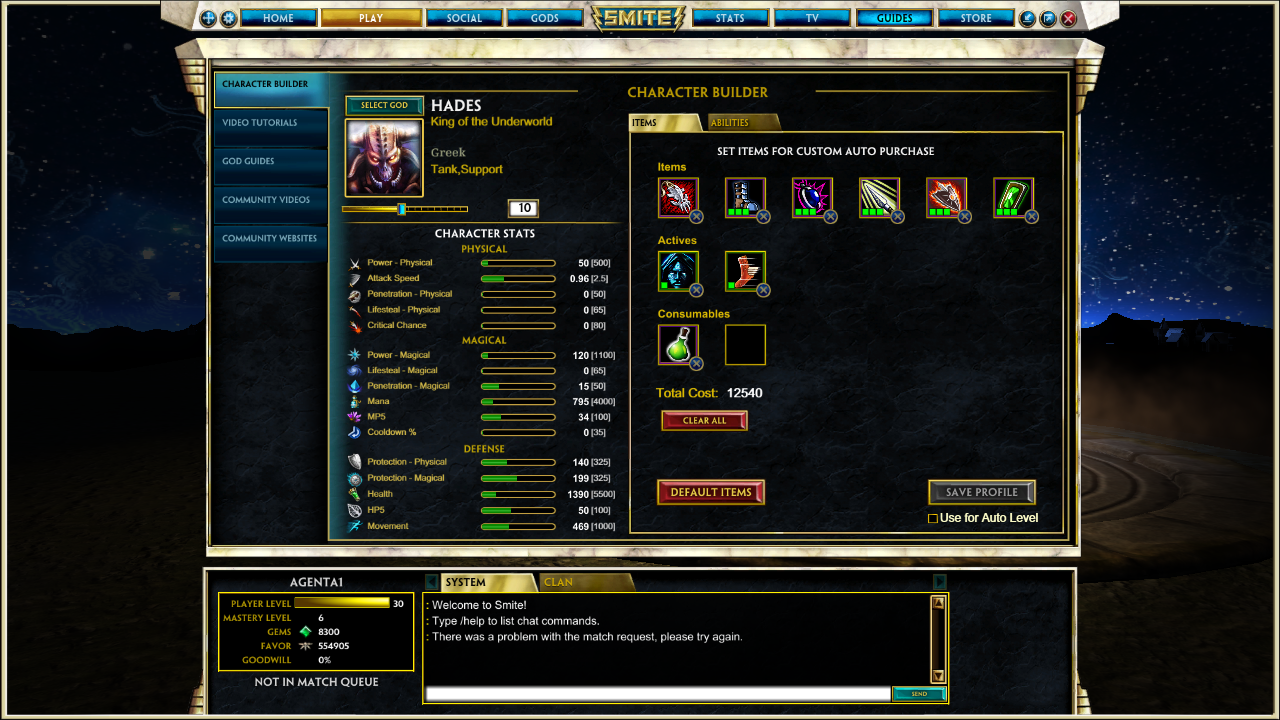 HOME PLAY SOCIAL GODS SMITE STATS TV GUIDES STORE
CHARACTER BUILDER
VIDEO TUTORIALS
GOD GUIDES
COMMUNITY VIDEOS
COMMUNITY WEBSITES
SELECT GOD
HADES
King of the Underworld
Greek
Tank,Support
10
CHARACTER STATS
PHYSICAL
Power - Physical 50 [500]
Attack Speed 0.96 [2.5]
Penetration - Physical 0 [50]
Lifesteal - Physical 0 [65]
Critical Chance 0 [80]
MAGICAL
Power - Magical 120 [1100]
Lifesteal - Magical 0 [65]
Penetration - Magical 15 [50]
Mana 795 [4000]
MP5 34 [100]
Cooldown % 0 [35]
DEFENSE
Protection - Physical 140 [325]
Protection - Magical 199 [325]
Health 1390 [5500]
HP5 50 [100]
Movement 469 [1000]
CHARACTER BUILDER
ITEMS ABILITIES
SET ITEMS FOR CUSTOM AUTO PURCHASE
Items
Actives
Consumables
Total Cost: 12540
CLEAR ALL
DEFAULT ITEMS
SAVE PROFILE
Use for Auto Level
AGENTA1
PLAYER LEVEL 30
MASTERY LEVEL 6
GEMS 8300
FAVOR 554905
GOODWILL 0%
NOT IN MATCH QUEUE
SYSTEM CLAN
: Welcome to Smite!
: Type /help to list chat commands.
: There was a problem with the match request, please try again.
SEND